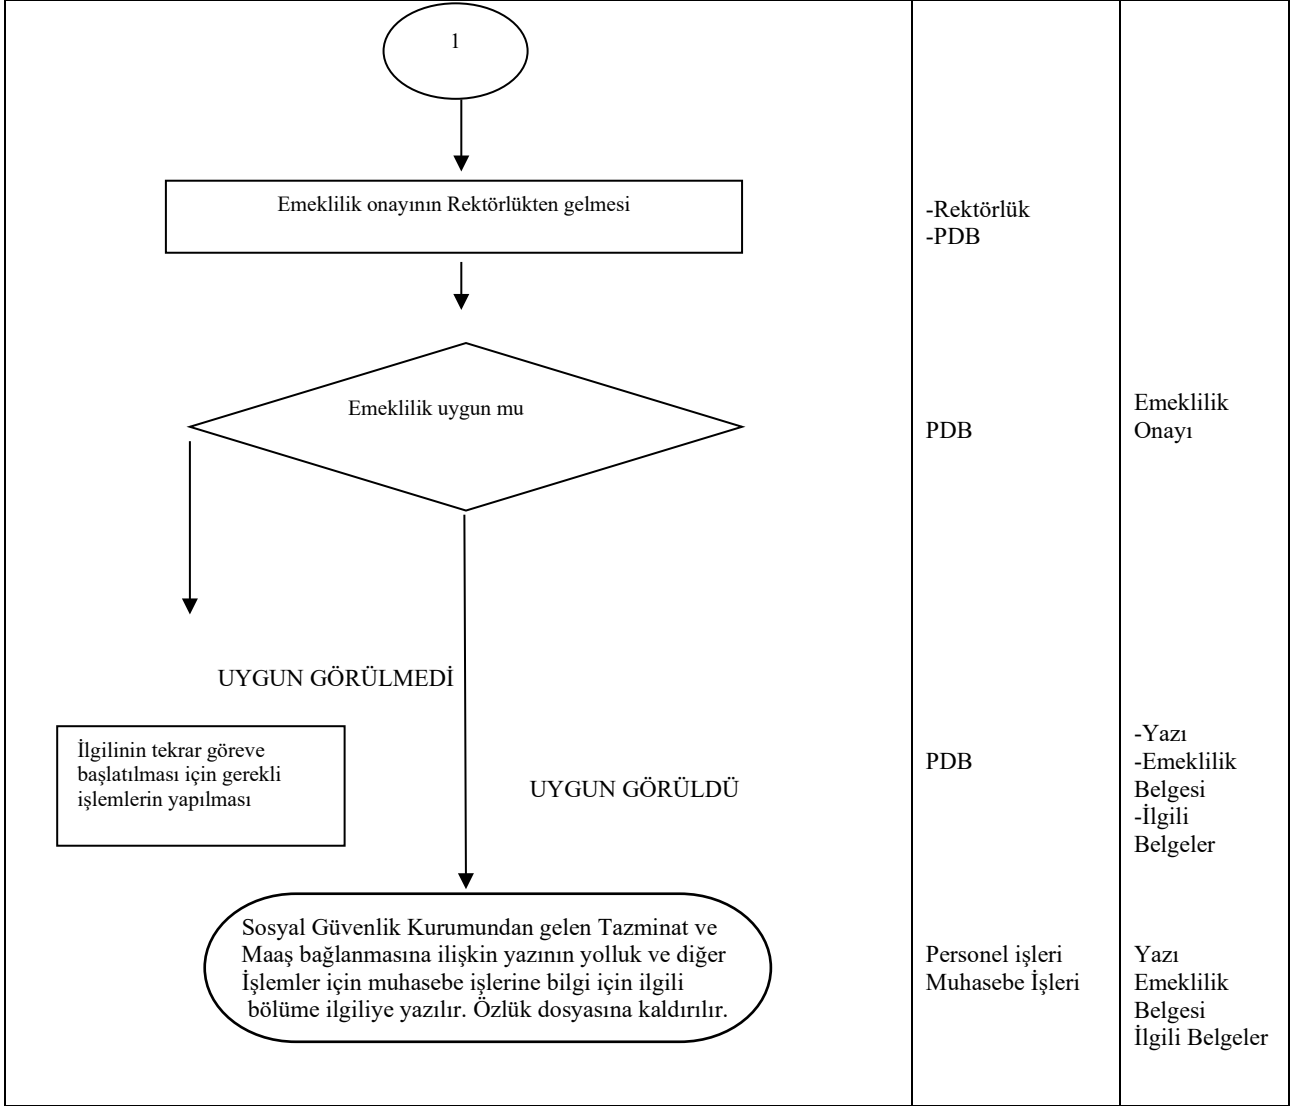 1
Emeklilik onayının Rektörlükten gelmesi
-Rektörlük
-PDB
Emeklilik uygun mu
PDB
Emeklilik
Onayı
UYGUN GÖRÜLMEDİ
İlgilinin tekrar göreve
başlatılması için gerekli
işlemlerin yapılması
UYGUN GÖRÜLDÜ
PDB
-Yazı
-Emeklilik
Belgesi
-İlgili
Belgeler
Sosyal Güvenlik Kurumundan gelen Tazminat ve
Maaş bağlanmasına ilişkin yazının yolluk ve diğer
İşlemler için muhasebe işlerine bilgi için ilgili
bölüme ilgiliye yazılır. Özlük dosyasına kaldırılır.
Personel işleri
Muhasebe İşleri
Yazı
Emeklilik
Belgesi
İlgili Belgeler